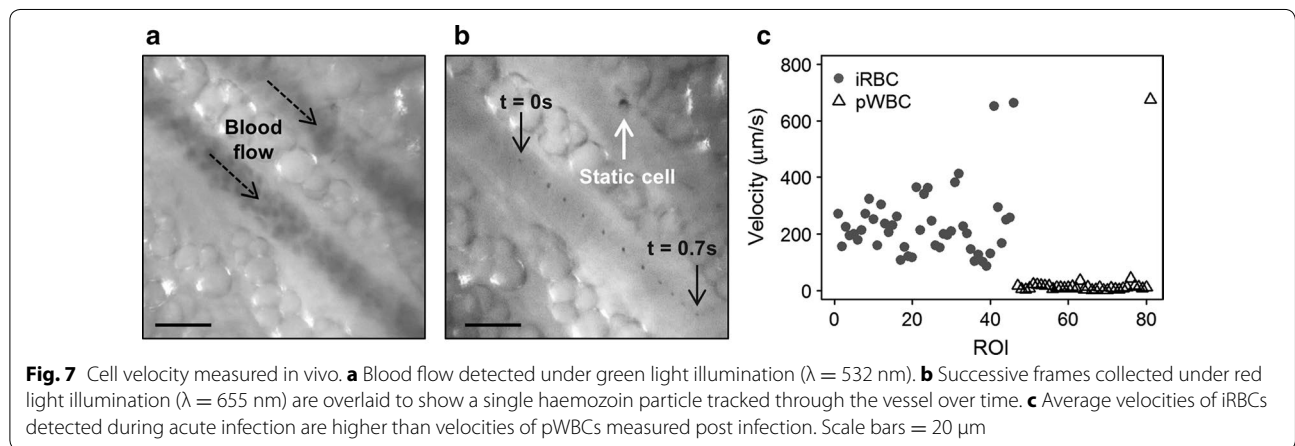 a
b
c
Blood
flow
t = 0s
Static cell
t = 0.7s
iRBC
pWBC
Velocity (μm/s)
800
600
400
200
0
0
20
40
60
80
ROI
Fig. 7 Cell velocity measured in vivo. a Blood flow detected under green light illumination (λ = 532 nm). b Successive frames collected under red
light illumination (λ = 655 nm) are overlaid to show a single haemozoin particle tracked through the vessel over time. c Average velocities of iRBCs
detected during acute infection are higher than velocities of pWBCs measured post infection. Scale bars = 20 μm